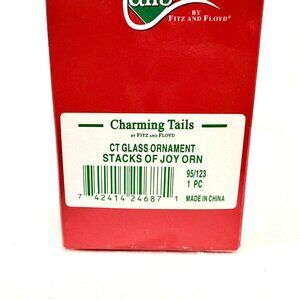 BY
FITZ AND FLOYD®
Charming Tails
BY FITZ AND FLOYD
CT GLASS ORNAMENT
STACKS OF JOY ORN
95/123
1 PC
7 42414 24687 1
MADE IN CHINA